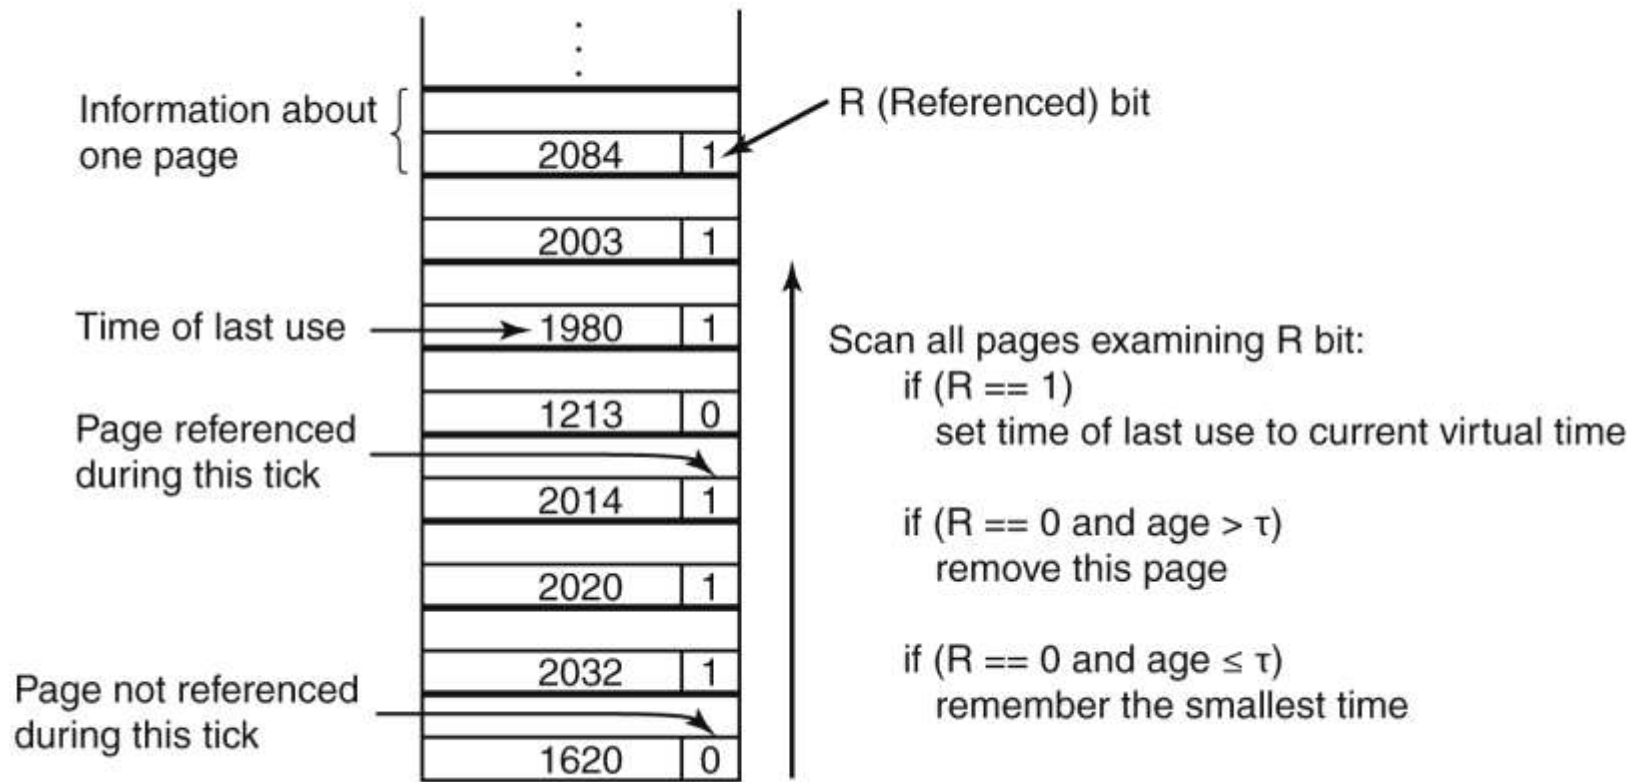 Information about
one page
R (Referenced) bit
2084 1
2003 1
Time of last use
1980 1
Scan all pages examining R bit:
if (R == 1)
set time of last use to current virtual time
1213 0
Page referenced
during this tick
2014 1
if (R == 0 and age > τ)
remove this page
2020 1
2032 1
if (R == 0 and age ≤ τ)
remember the smallest time
Page not referenced
during this tick
1620 0